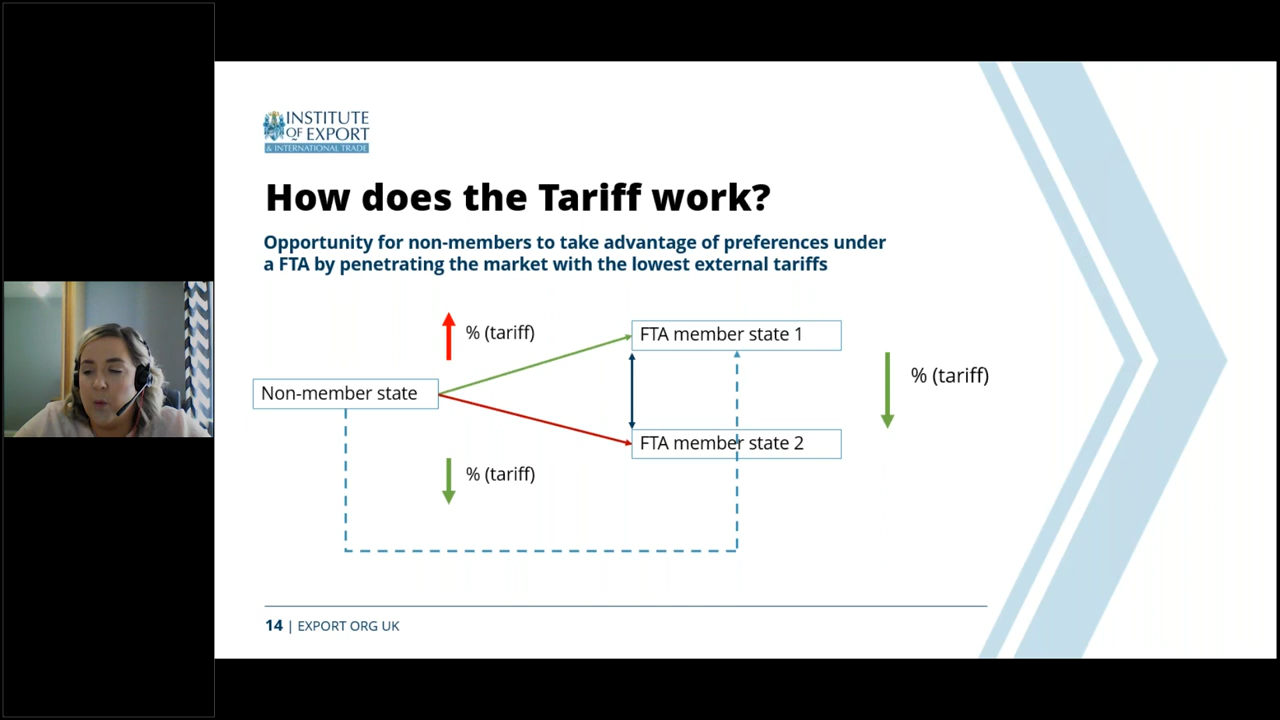 INSTITUTE
OF EXPORT
& INTERNATIONAL TRADE
How does the Tariff work?
Opportunity for non-members to take advantage of preferences under
a FTA by penetrating the market with the lowest external tariffs
% (tariff)
FTA member state 1
% (tariff)
Non-member state
FTA member state 2
% (tariff)
14 | EXPORT ORG UK